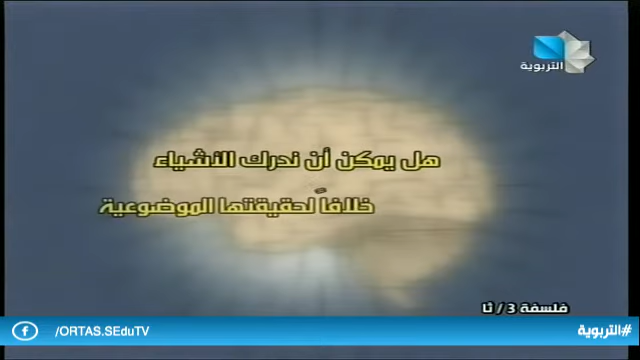 التربوية
هل يمكن أن ندرك الأشياء
خلافاً لحقيقتها الموضوعية
فلسفة 3 / ثا
/ORTAS.SEduTV
#التربوية